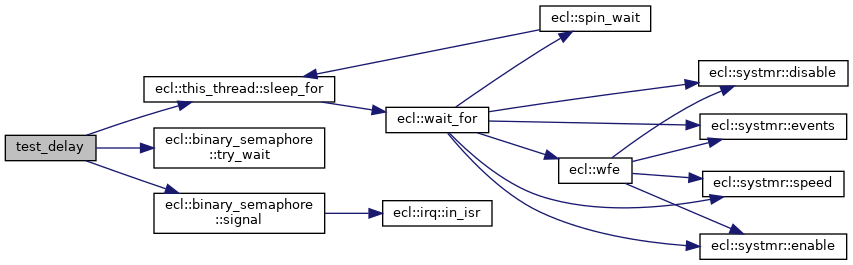 test_delay
ecl::this_thread::sleep_for
ecl::binary_semaphore
::try_wait
ecl::binary_semaphore
::signal
ecl::wait_for
ecl::irq::in_isr
ecl::spin_wait
ecl::wfe
ecl::systmr::disable
ecl::systmr::events
ecl::systmr::speed
ecl::systmr::enable